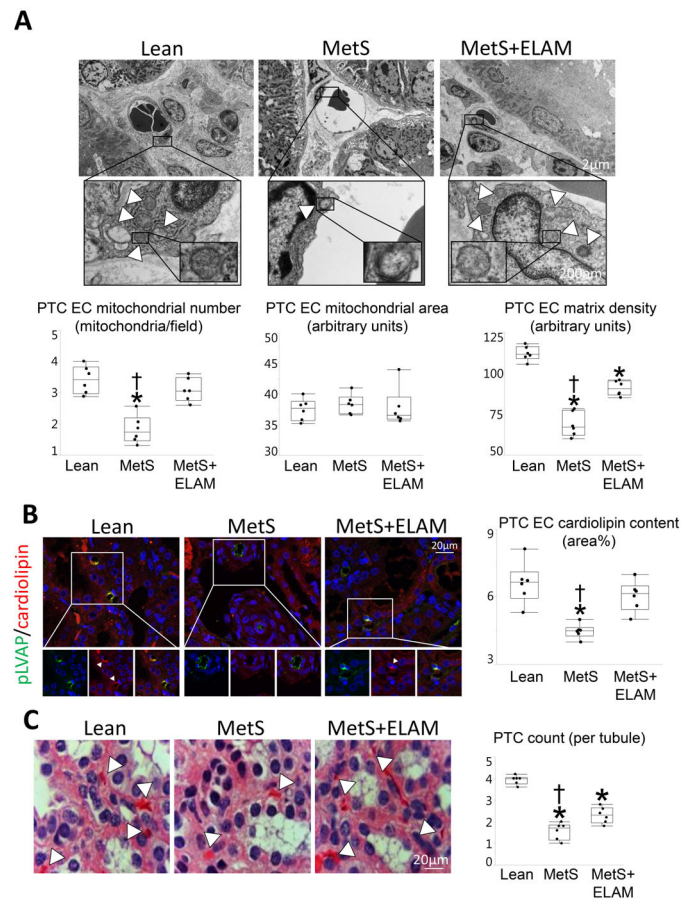 A
Lean
MetS
MetS+ELAM
2μm
200μm
PTC EC mitochondrial number
(mitochondria/field)
5
4
3
2
1
†
*
Lean
MetS
MetS+
ELAM
PTC EC mitochondrial area
(arbitrary units)
50
45
40
35
30
Lean
MetS
MetS+
ELAM
PTC EC matrix density
(arbitrary units)
125
100
75
50
†
*
*
Lean
MetS
MetS+
ELAM
B
Lean
MetS
MetS+ELAM
20μm
pLVAP/cardiolipin
PTC EC cardiolipin content
(area%)
9
6
3
†
*
Lean
MetS
MetS+
ELAM
C
Lean
MetS
MetS+ELAM
20μm
PTC count (per tubule)
5
4
3
2
1
0
†
*
*
Lean
MetS
MetS+
ELAM